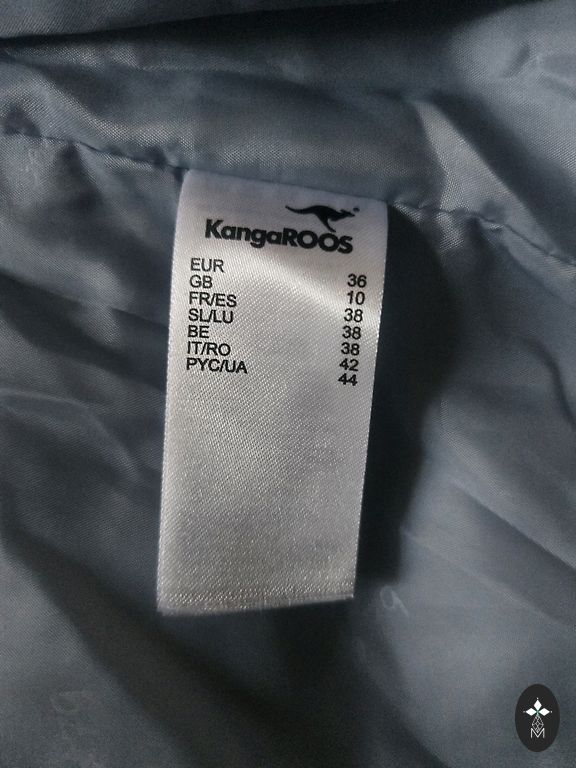 KangaROOS
EUR 36
GB 10
FR/ES 38
SL/LU 38
BE 38
IT/RO 42
PYC/UA 44
M